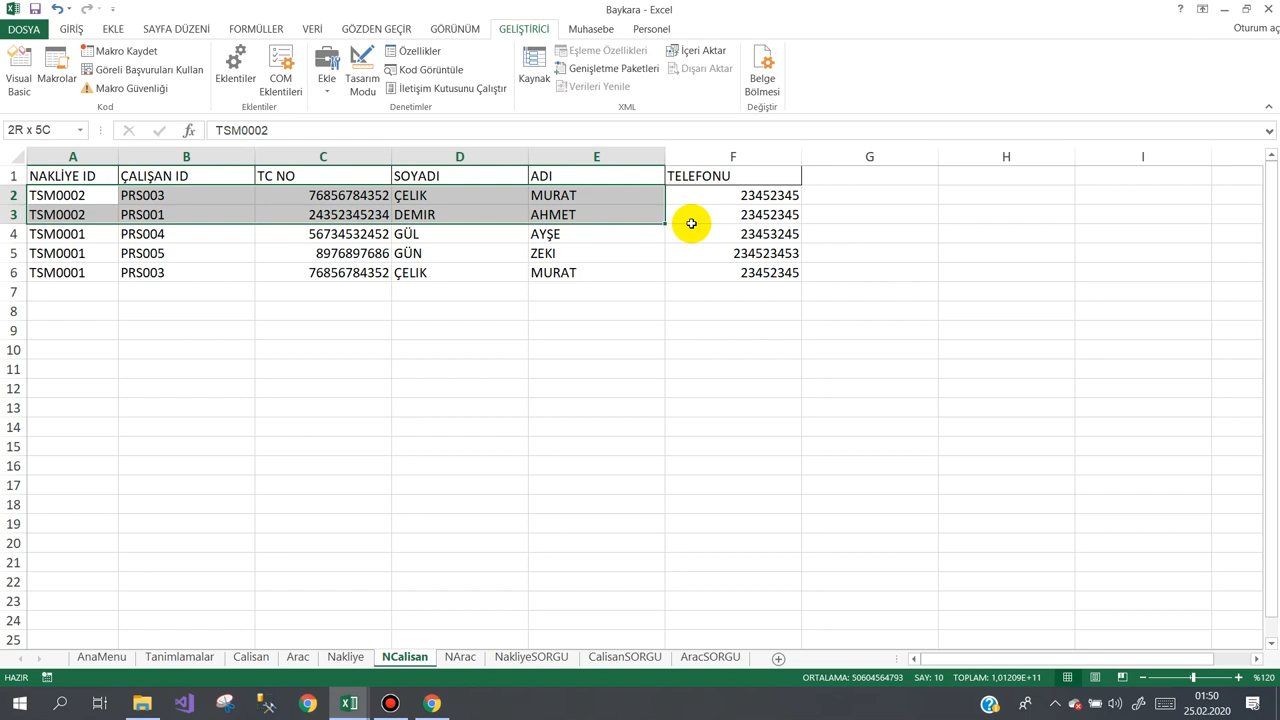 Baykara - Excel
DOSYA GİRİŞ EKLE SAYFA DÜZENİ FORMÜLLER VERİ GÖZDEN GEÇİR GÖRÜNÜM GELİŞTİRİCİ Muhasebe Personel Oturum aç
Visual Basic
Makrolar
Makro Kaydet
Göreli Başvuruları Kullan
Makro Güvenliği
Kod
Eklentiler
COM Eklentileri
Eklentiler
Ekle
Tasarım Modu
Özellikler
Kod Görüntüle
İletişim Kutusunu Çalıştır
Denetimler
Kaynak
Eşleme Özellikleri
Genişletme Paketleri
Verileri Yenile
İçeri Aktar
Dışarı Aktar
XML
Belge Bölmesi
Değiştir
2R x 5C fx TSM0002
A B C D E F G H I
1 NAKLİYE ID ÇALIŞAN ID TC NO SOYADI ADI TELEFONU
2 TSM0002 PRS003 76856784352 ÇELIK MURAT 23452345
3 TSM0002 PRS001 24352345234 DEMIR AHMET 23452345
4 TSM0001 PRS004 56734532452 GÜL AYŞE 23453245
5 TSM0001 PRS005 8976897686 GÜN ZEKI 234523453
6 TSM0001 PRS003 76856784352 ÇELIK MURAT 23452345
7
8
9
10
11
12
13
14
15
16
17
18
19
20
21
22
23
24
25
AnaMenu Tanimlamalar Calisan Arac Nakliye NCalisan NArac NakliyeSORGU CalisanSORGU AracSORGU
HAZIR ORTALAMA: 50604564793 SAY: 10 TOPLAM: 1,01209E+11 %120
01:50
25.02.2020